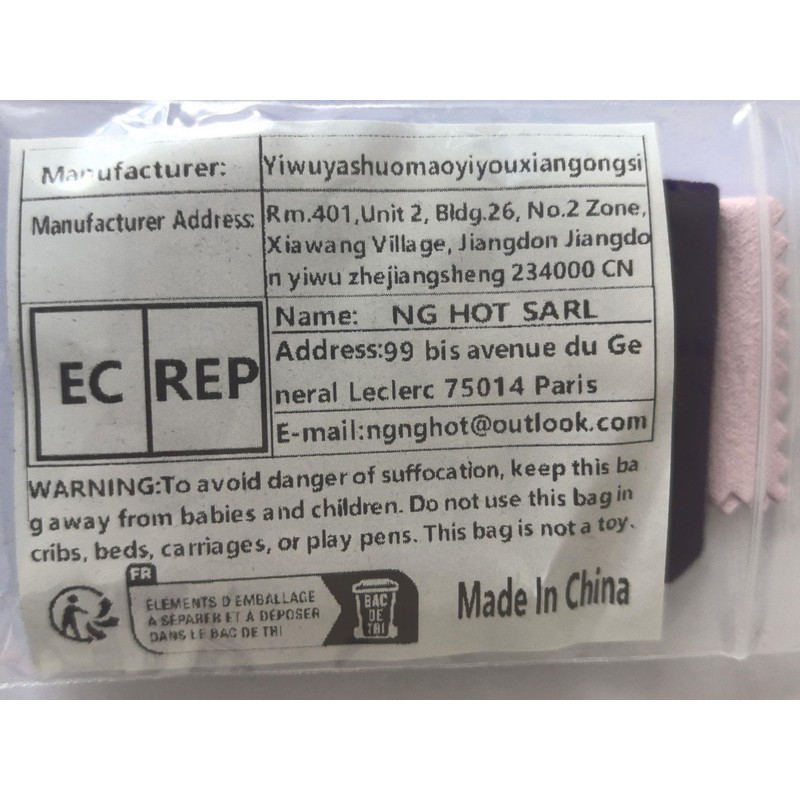 Manufacturer: Yiwuyashuomaoyiyouxiangongsi
Manufacturer Address: Rm.401,Unit 2, Bldg.26, No.2 Zone,
Xiawang Village, Jiangdon Jiangdo
n yiwu zhejiangsheng 234000 CN
EC REP
Name: NG HOT SARL
Address:99 bis avenue du Ge
neral Leclerc 75014 Paris
E-mail:ngnghot@outlook.com
WARNING:To avoid danger of suffocation, keep this ba
g away from babies and children. Do not use this bag in
cribs, beds, carriages, or play pens. This bag is not a toy.
FR
ÉLÉMENTS D'EMBALLAGE
À SÉPARER ET À DÉPOSER
DANS LE BAC DE TRI
BAC
DE
TRI
Made In China